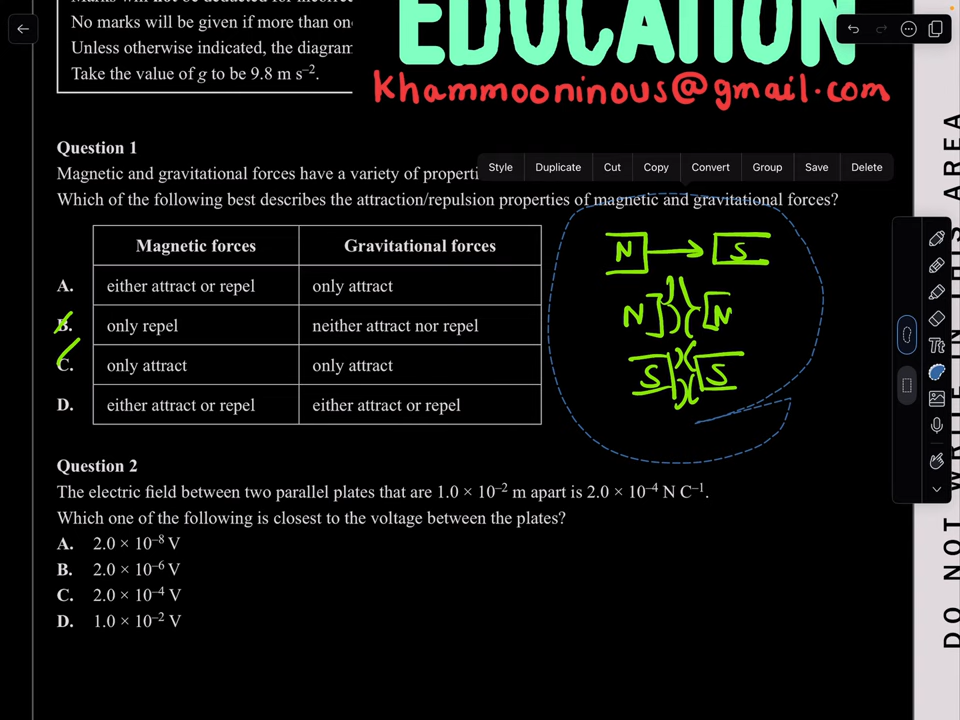 Marks will not be deducted for incorrec
No marks will be given if more than on
Unless otherwise indicated, the diagram
Take the value of g to be 9.8 m s⁻².
EDUCATION
Khammooninous@gmail.com
Question 1
Magnetic and gravitational forces have a variety of properti
Style Duplicate Cut Copy Convert Group Save Delete
Which of the following best describes the attraction/repulsion properties of magnetic and gravitational forces?
Magnetic forces Gravitational forces
A. either attract or repel only attract
B. only repel neither attract nor repel
C. only attract only attract
D. either attract or repel either attract or repel
N S
N N
S S
Question 2
The electric field between two parallel plates that are 1.0 × 10⁻² m apart is 2.0 × 10⁻⁴ N C⁻¹.
Which one of the following is closest to the voltage between the plates?
A. 2.0 × 10⁻⁸ V
B. 2.0 × 10⁻⁶ V
C. 2.0 × 10⁻⁴ V
D. 1.0 × 10⁻² V
Tt
DO NOT WRITE IN THIS AREA